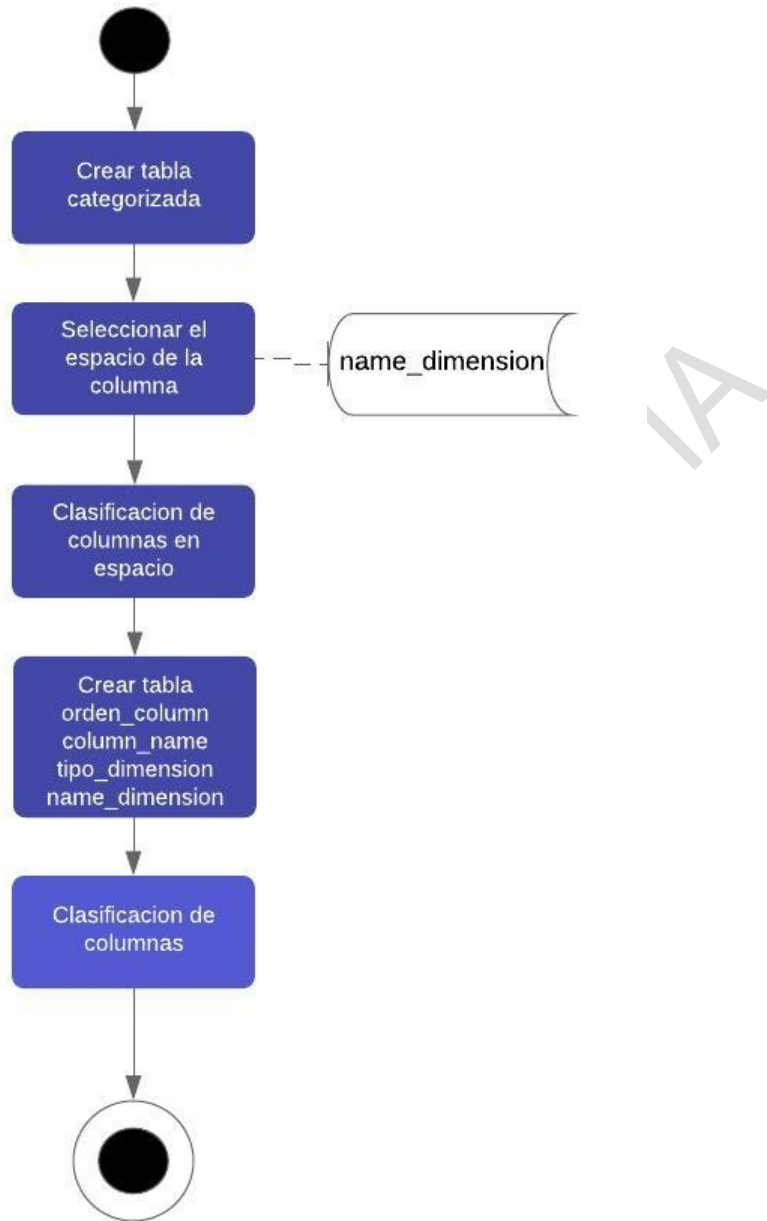 Crear tabla
categorizada
Seleccionar el
espacio de la
columna
name_dimension
Clasificacion de
columnas en
espacio
Crear tabla
orden_column
column_name
tipo_dimension
name_dimension
Clasificacion de
columnas